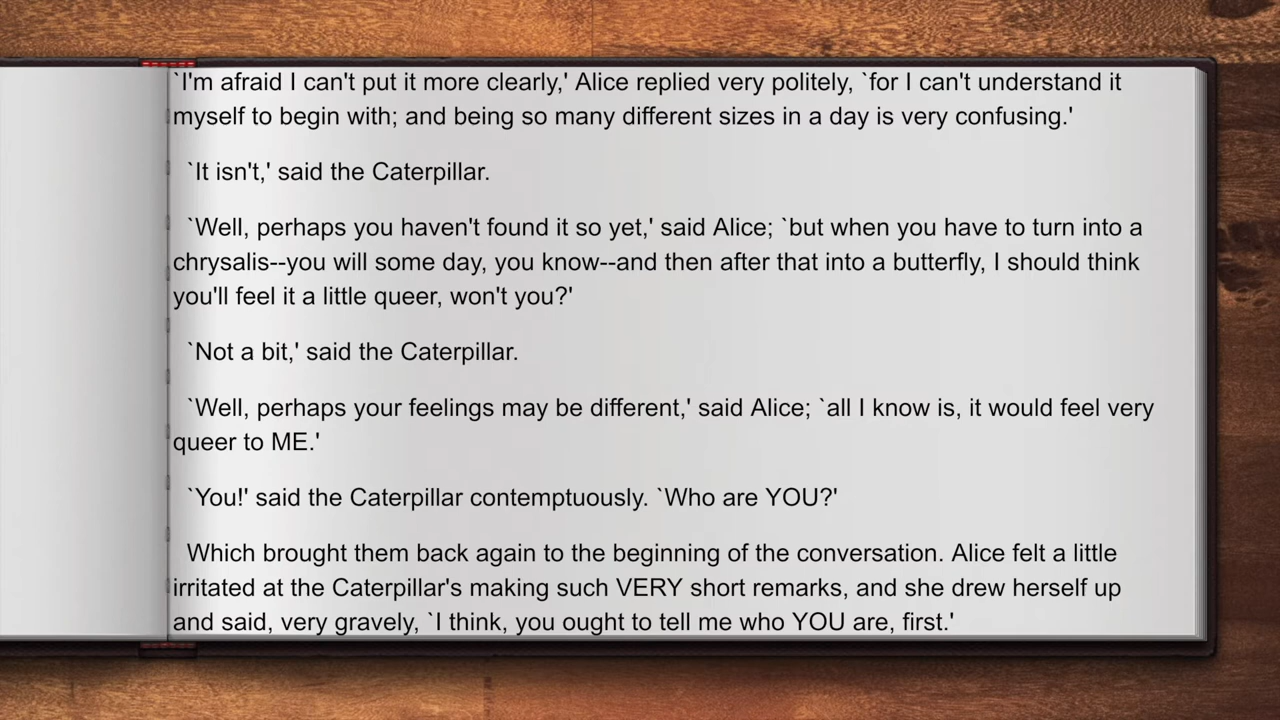 `I'm afraid I can't put it more clearly,' Alice replied very politely, `for I can't understand it
myself to begin with; and being so many different sizes in a day is very confusing.'
`It isn't,' said the Caterpillar.
`Well, perhaps you haven't found it so yet,' said Alice; `but when you have to turn into a
chrysalis--you will some day, you know--and then after that into a butterfly, I should think
you'll feel it a little queer, won't you?'
`Not a bit,' said the Caterpillar.
`Well, perhaps your feelings may be different,' said Alice; `all I know is, it would feel very
queer to ME.'
`You!' said the Caterpillar contemptuously. `Who are YOU?'
Which brought them back again to the beginning of the conversation. Alice felt a little
irritated at the Caterpillar's making such VERY short remarks, and she drew herself up
and said, very gravely, `I think, you ought to tell me who YOU are, first.'